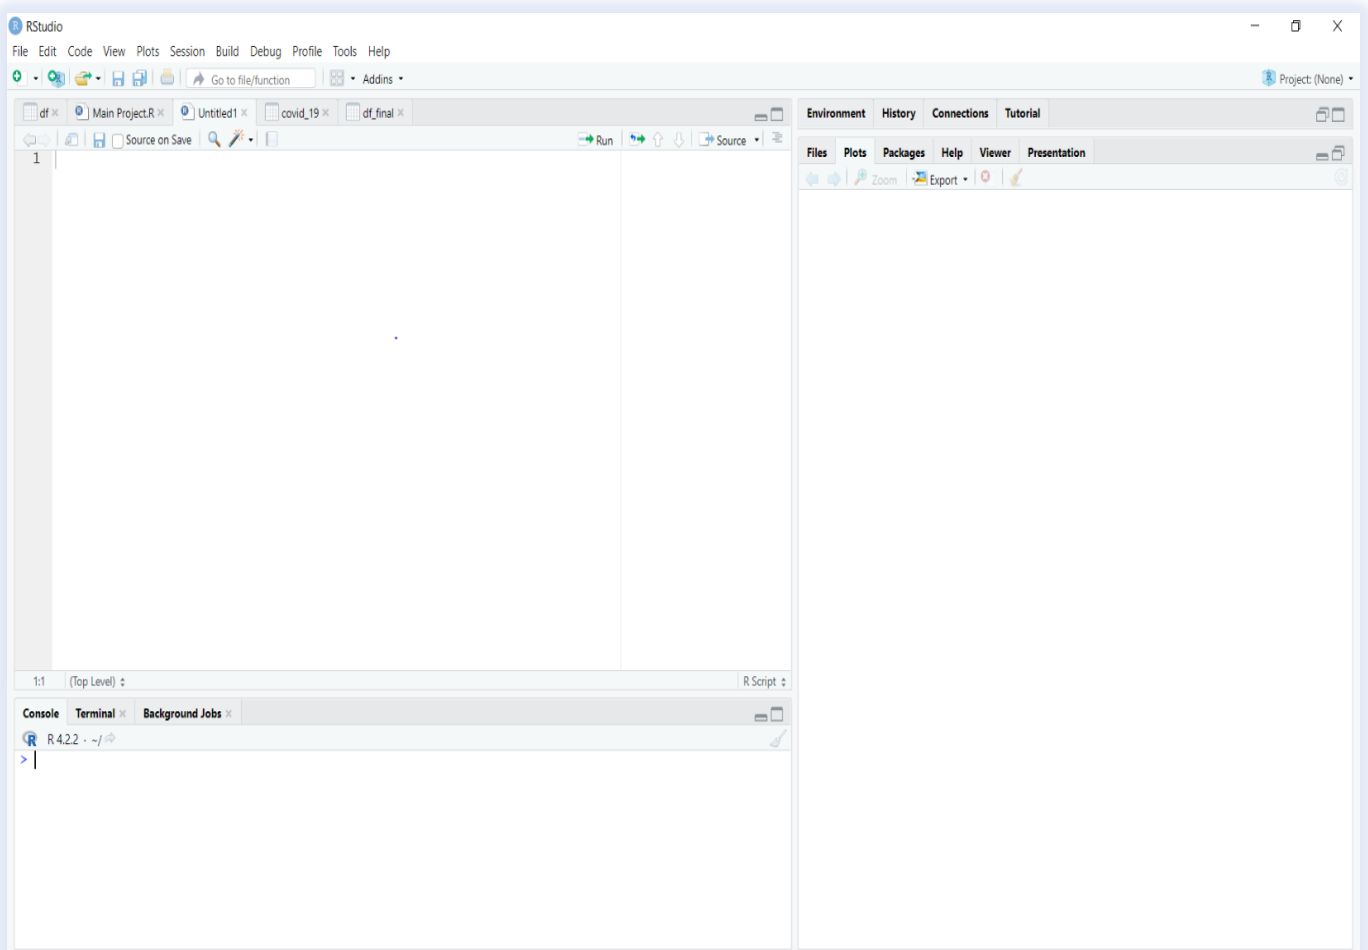 RStudio
File Edit Code View Plots Session Build Debug Profile Tools Help
Go to file/function Addins Project: (None)
df Main Project.R Untitled1 covid_19 df_final
Source on Save Run Source
1
1:1 (Top Level) R Script
Console Terminal Background Jobs
R R 4.2.2 · ~/
>
Environment History Connections Tutorial
Files Plots Packages Help Viewer Presentation
Zoom Export